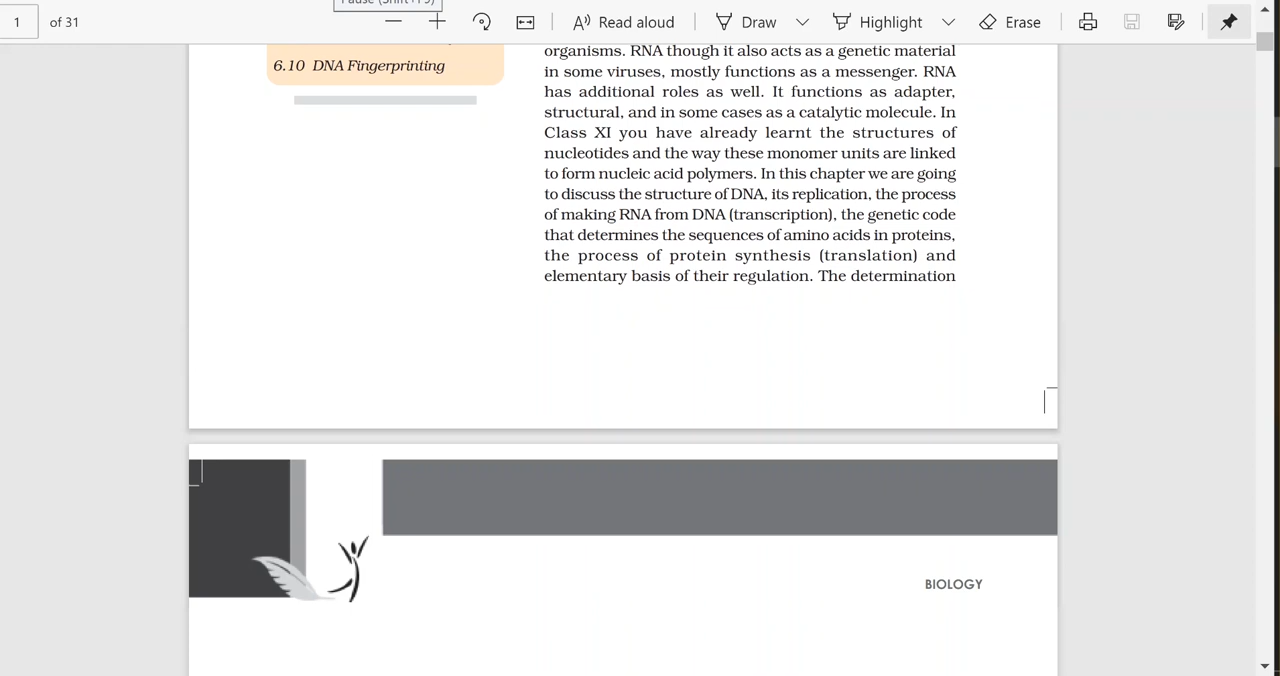 Pause (Shift+F9)
1 of 31
Read aloud
Draw
Highlight
Erase
6.10 DNA Fingerprinting
organisms. RNA though it also acts as a genetic material
in some viruses, mostly functions as a messenger. RNA
has additional roles as well. It functions as adapter,
structural, and in some cases as a catalytic molecule. In
Class XI you have already learnt the structures of
nucleotides and the way these monomer units are linked
to form nucleic acid polymers. In this chapter we are going
to discuss the structure of DNA, its replication, the process
of making RNA from DNA (transcription), the genetic code
that determines the sequences of amino acids in proteins,
the process of protein synthesis (translation) and
elementary basis of their regulation. The determination
BIOLOGY